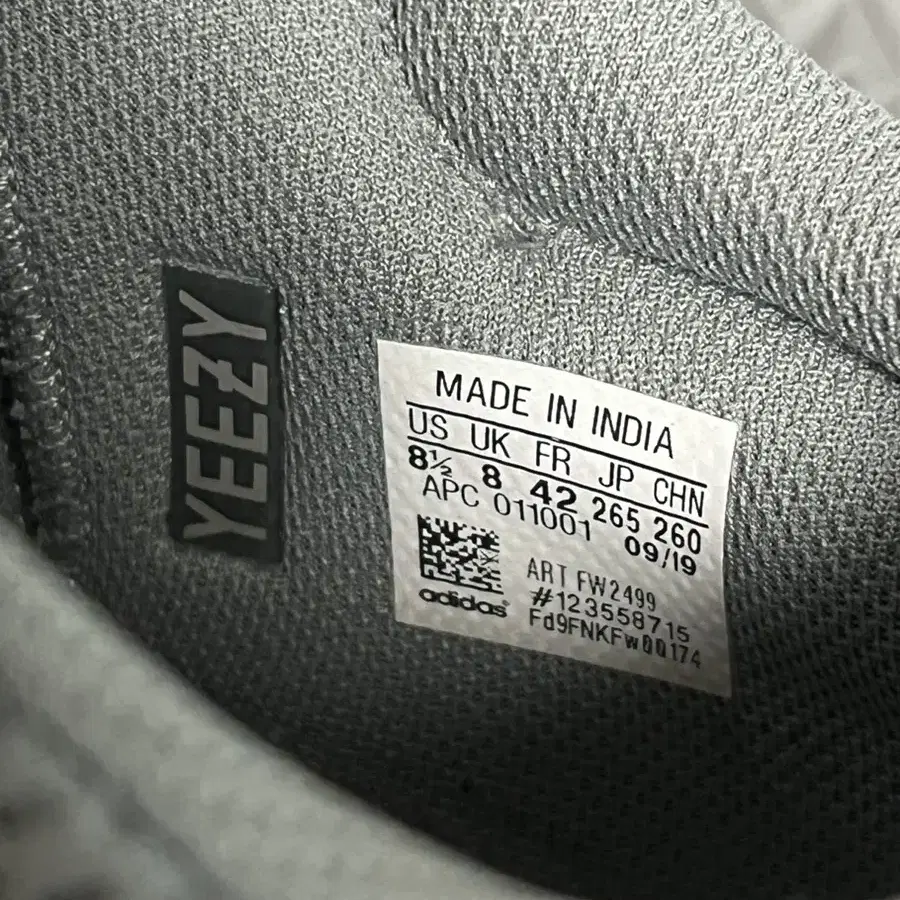 YEEZY
MADE IN INDIA
US UK FR JP CHN
8½ 8 42 265 260
APC 011001 09/19
ART FW2499
#123558715
Fd9FNKFw00174
adidas